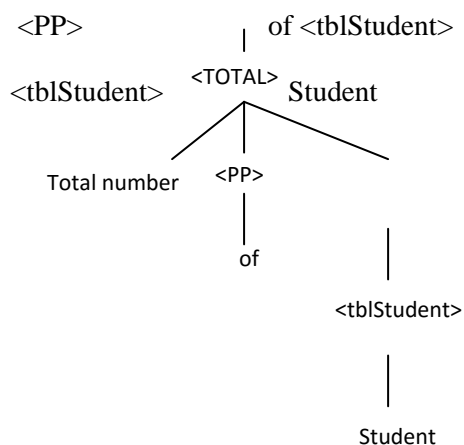 <PP> of <tblStudent>
<tblStudent> <TOTAL> Student
Total number <PP>
of
<tblStudent>
Student